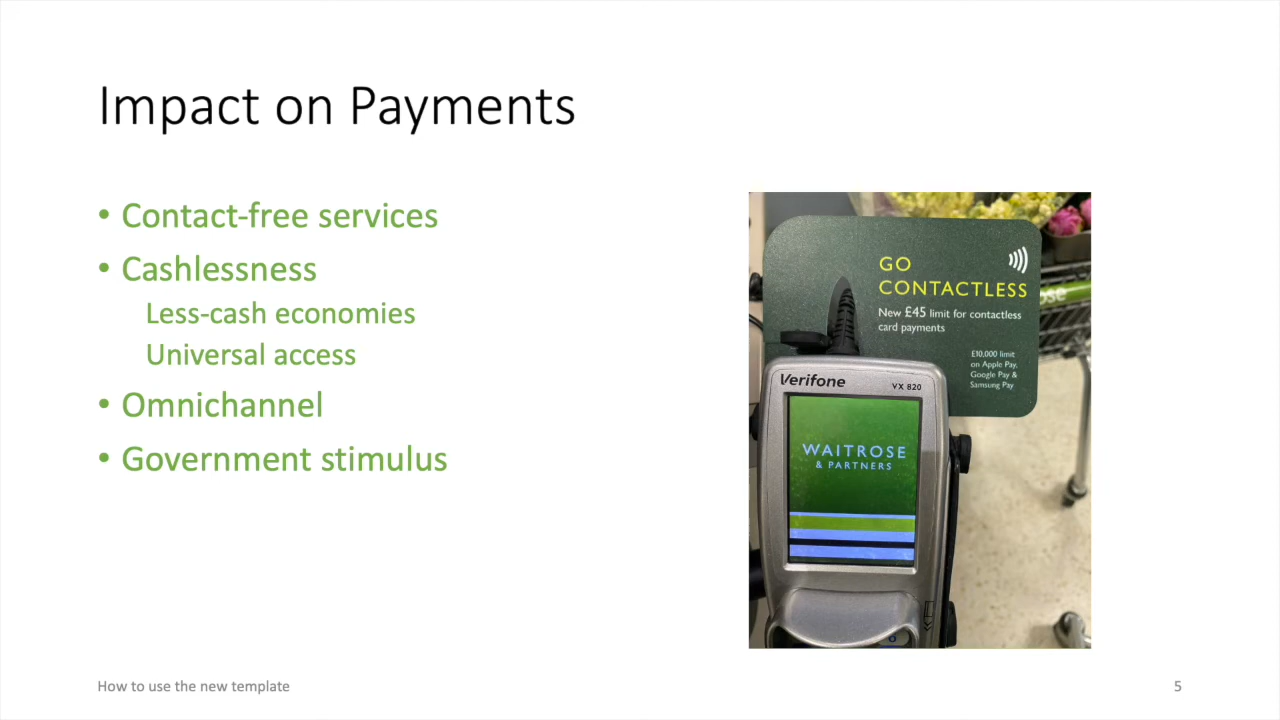 Impact on Payments
• Contact-free services
• Cashlessness
Less-cash economies
Universal access
• Omnichannel
• Government stimulus
GO
CONTACTLESS
New £45 limit for contactless
card payments
£10,000 limit
on Apple Pay,
Google Pay &
Samsung Pay
Verifone
VX 820
WAITROSE
& PARTNERS
How to use the new template
5